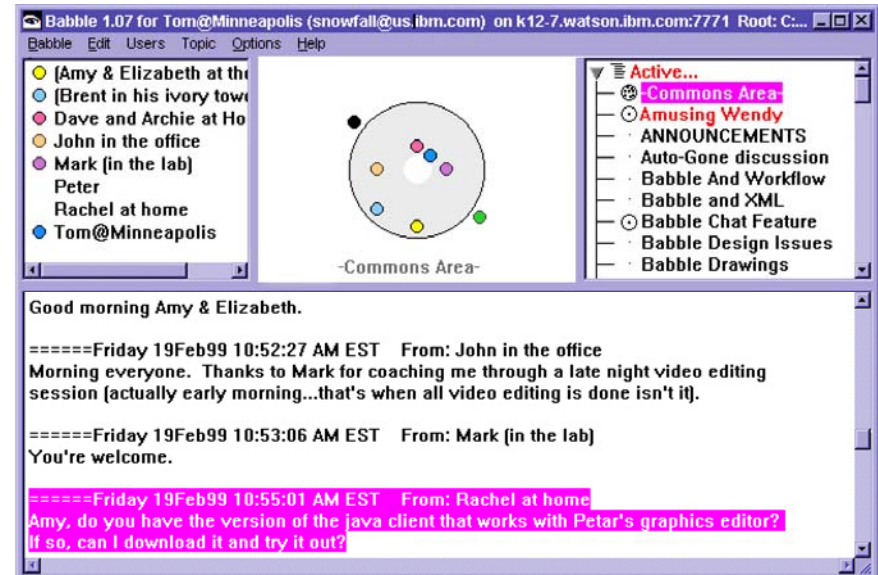 Babble 1.07 for Tom@Minneapolis (snowfall@us.ibm.com) on k12-7.watson.ibm.com:7771 Root: C:...
Babble Edit Users Topic Options Help
(Amy & Elizabeth at the
(Brent in his ivory tow
Dave and Archie at Ho
John in the office
Mark (in the lab)
Peter
Rachel at home
Tom@Minneapolis
-Commons Area-
Active...
-Commons Area-
Amusing Wendy
ANNOUNCEMENTS
Auto-Gone discussion
Babble And Workflow
Babble and XML
Babble Chat Feature
Babble Design Issues
Babble Drawings
Good morning Amy & Elizabeth.
======Friday 19Feb99 10:52:27 AM EST From: John in the office
Morning everyone. Thanks to Mark for coaching me through a late night video editing
session (actually early morning...that's when all video editing is done isn't it).
======Friday 19Feb99 10:53:06 AM EST From: Mark (in the lab)
You're welcome.
======Friday 19Feb99 10:55:01 AM EST From: Rachel at home
Amy, do you have the version of the java client that works with Petar's graphics editor?
If so, can I download it and try it out?